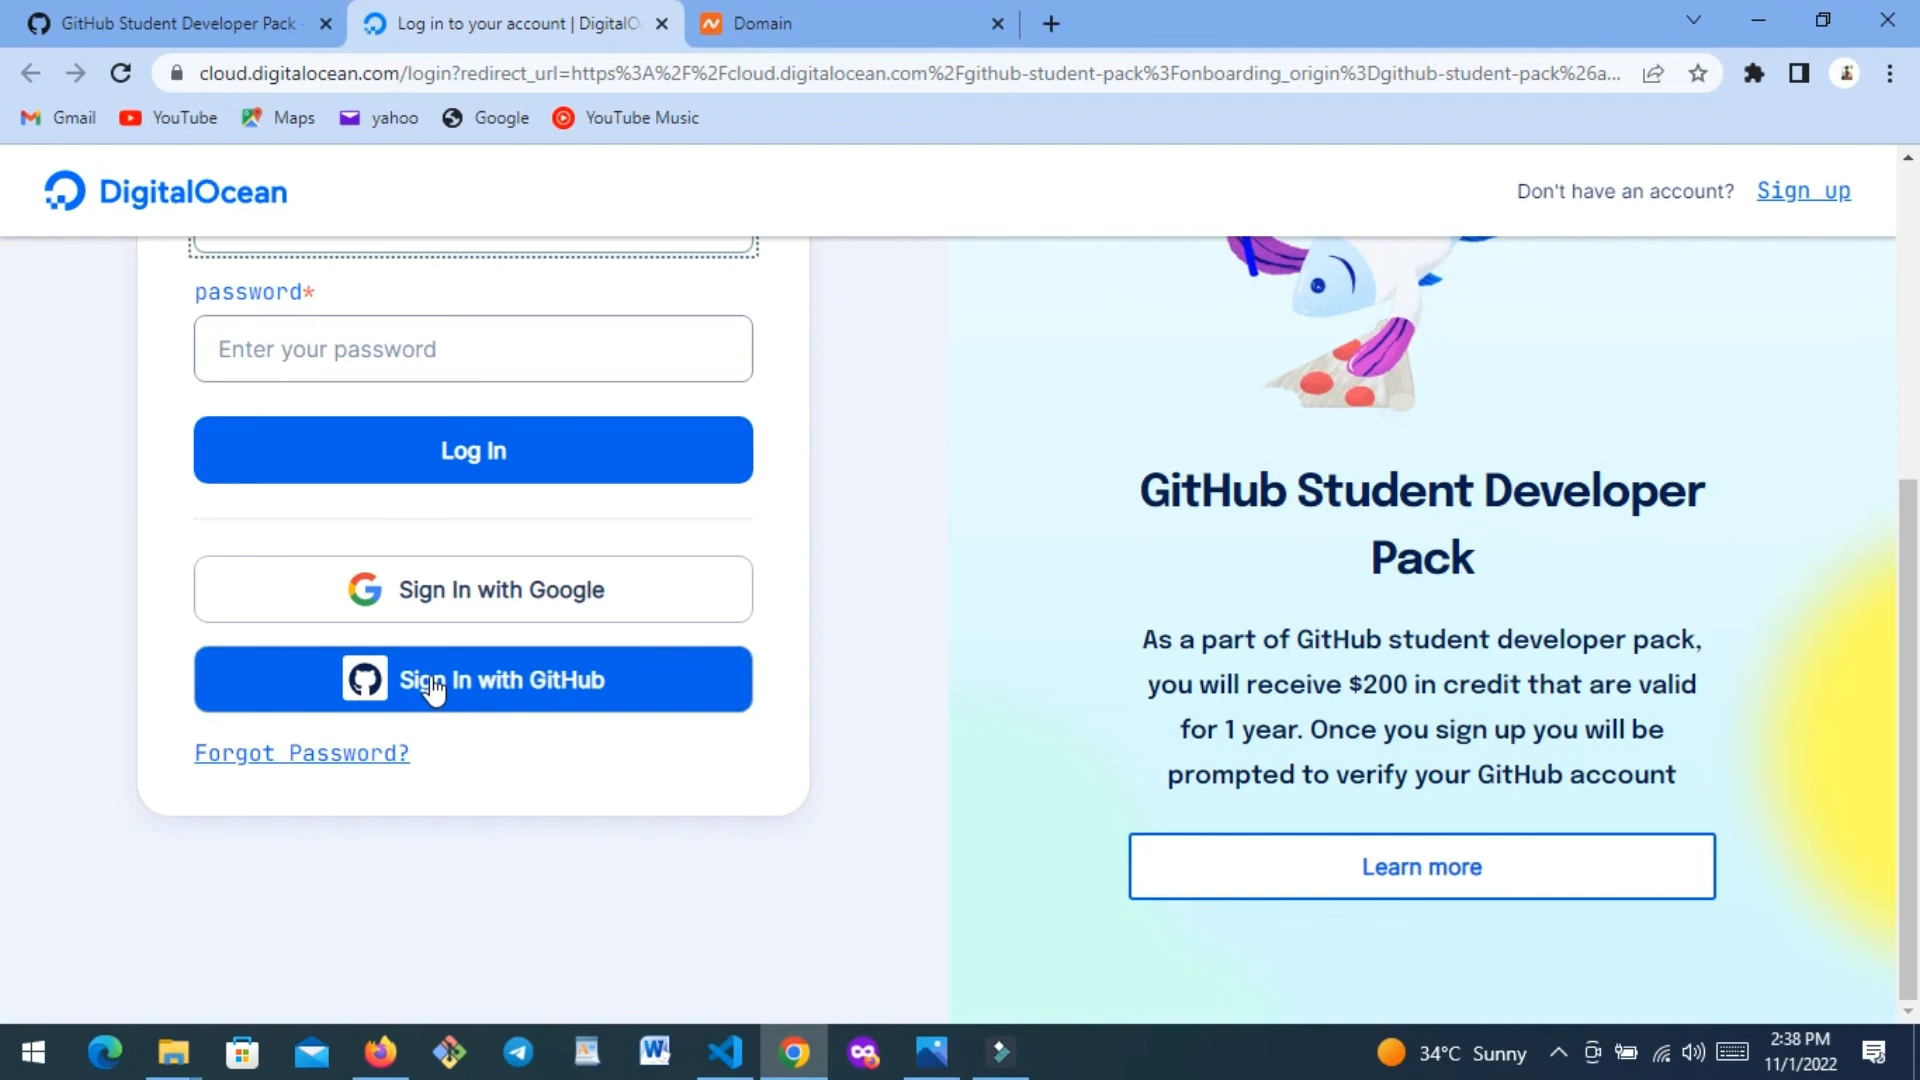 GitHub Student Developer Pack -
Log in to your account | DigitalO
Domain
cloud.digitalocean.com/login?redirect_url=https%3A%2F%2Fcloud.digitalocean.com%2Fgithub-student-pack%3Fonboarding_origin%3Dgithub-student-pack%26a...
Gmail
YouTube
Maps
yahoo
Google
YouTube Music
DigitalOcean
Don't have an account? Sign up
password*
Enter your password
Log In
Sign In with Google
Sign In with GitHub
Forgot Password?
GitHub Student Developer
Pack
As a part of GitHub student developer pack,
you will receive $200 in credit that are valid
for 1 year. Once you sign up you will be
prompted to verify your GitHub account
Learn more
34°C Sunny
2:38 PM
11/1/2022